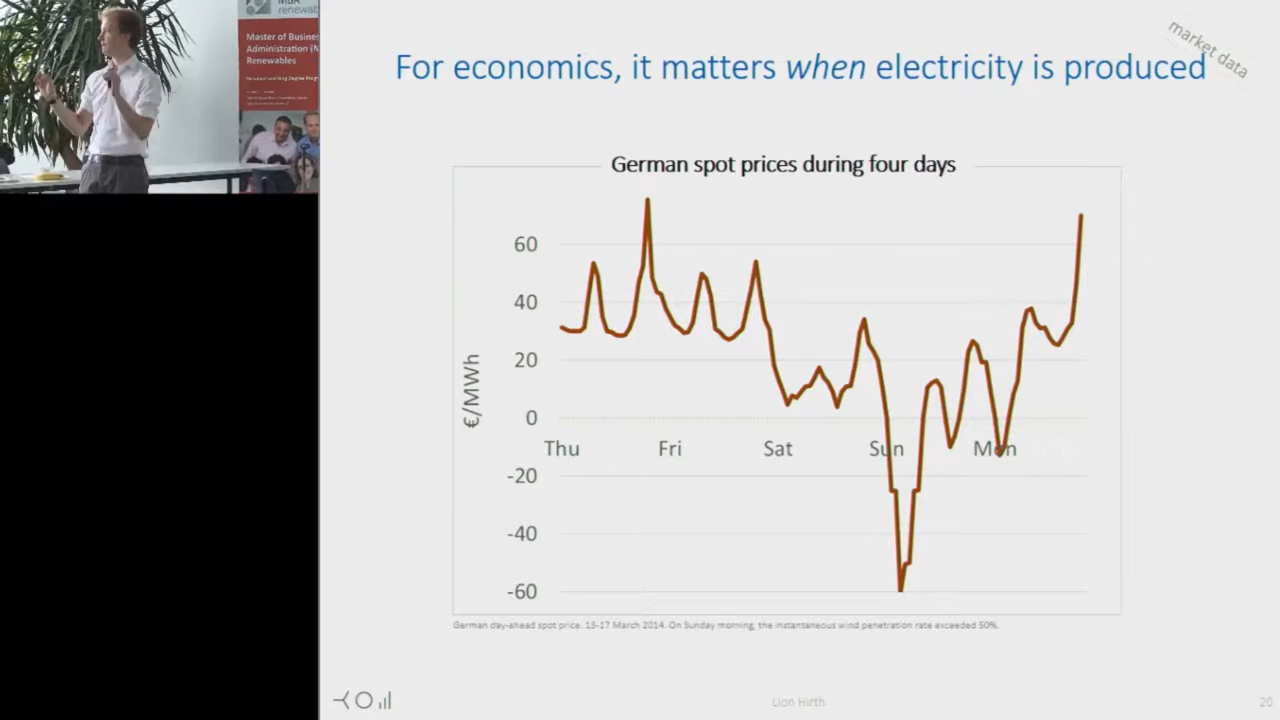 MBA
renewables
Master of Busines
Administration (M
Renewables
market data
For economics, it matters when electricity is produced
German spot prices during four days
€/MWh
60
40
20
0
-20
-40
-60
Thu
Fri
Sat
Sun
Mon
German day-ahead spot price, 13-17 March 2014. On Sunday morning, the instantaneous wind penetration rate exceeded 50%.
Lion Hirth
20